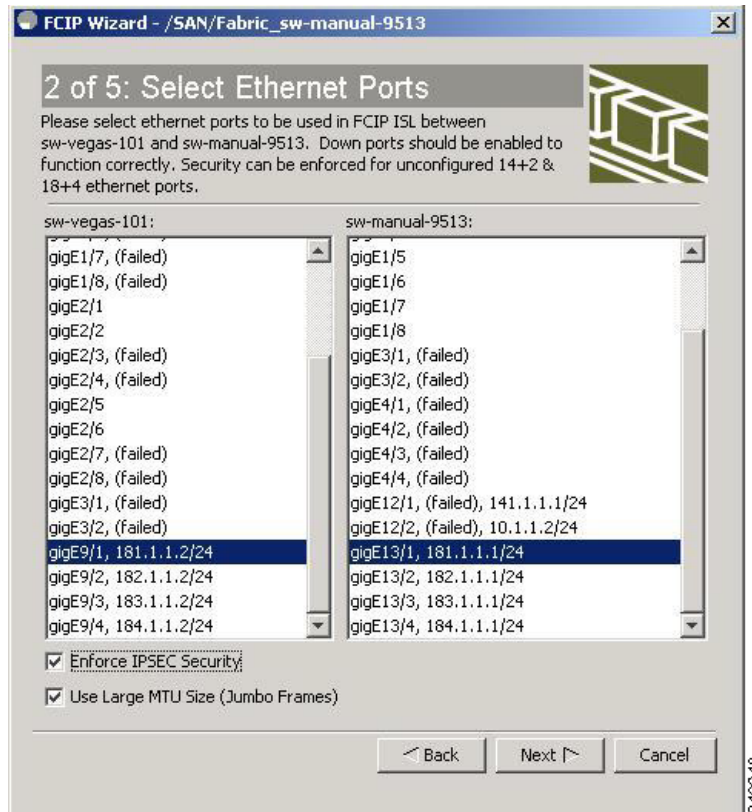 FCIP Wizard - /SAN/Fabric_sw-manual-9513
2 of 5: Select Ethernet Ports
Please select ethernet ports to be used in FCIP ISL between
sw-vegas-101 and sw-manual-9513. Down ports should be enabled to
function correctly. Security can be enforced for unconfigured 14+2 &
18+4 ethernet ports.
sw-vegas-101:
gigE1/7, (failed)
gigE1/8, (failed)
gigE2/1
gigE2/2
gigE2/3, (failed)
gigE2/4, (failed)
gigE2/5
gigE2/6
gigE2/7, (failed)
gigE2/8, (failed)
gigE3/1, (failed)
gigE3/2, (failed)
gigE9/1, 181.1.1.2/24
gigE9/2, 182.1.1.2/24
gigE9/3, 183.1.1.2/24
gigE9/4, 184.1.1.2/24
sw-manual-9513:
gigE1/5
gigE1/6
gigE1/7
gigE1/8
gigE3/1, (failed)
gigE3/2, (failed)
gigE4/1, (failed)
gigE4/2, (failed)
gigE4/3, (failed)
gigE4/4, (failed)
gigE12/1, (failed), 141.1.1.1/24
gigE12/2, (failed), 10.1.1.2/24
gigE13/1, 181.1.1.1/24
gigE13/2, 182.1.1.1/24
gigE13/3, 183.1.1.1/24
gigE13/4, 184.1.1.1/24
Enforce IPSEC Security
Use Large MTU Size (Jumbo Frames)
Back
Next
Cancel